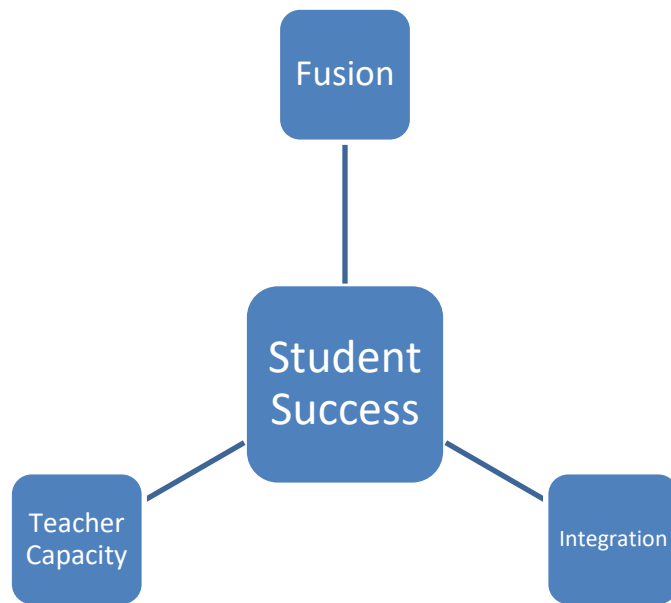 Fusion
Student
Success
Teacher
Capacity
Integration